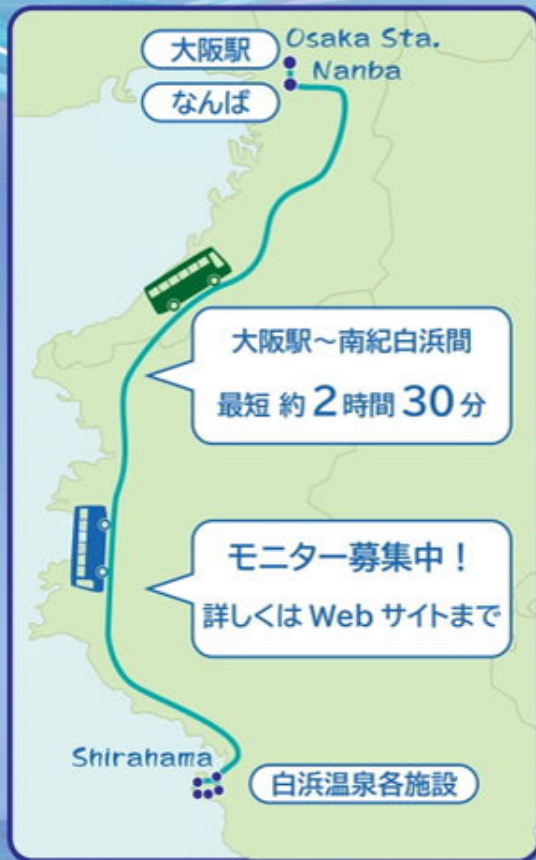 大阪駅
Osaka Sta.
なんば
Nanba
大阪駅～南紀白浜間
最短 約2時間30分
モニター募集中！
詳しくは Web サイトまで
Shirahama
白浜温泉各施設